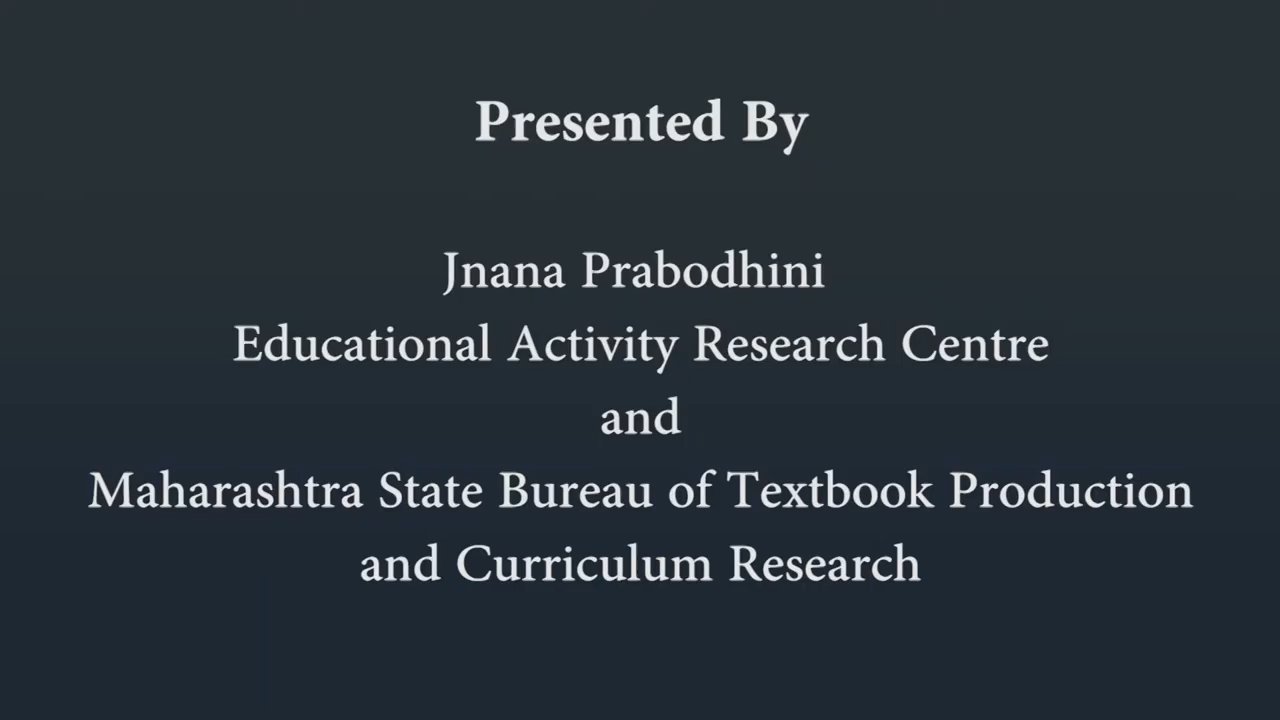 Presented By
Jnana Prabodhini
Educational Activity Research Centre
and
Maharashtra State Bureau of Textbook Production
and Curriculum Research